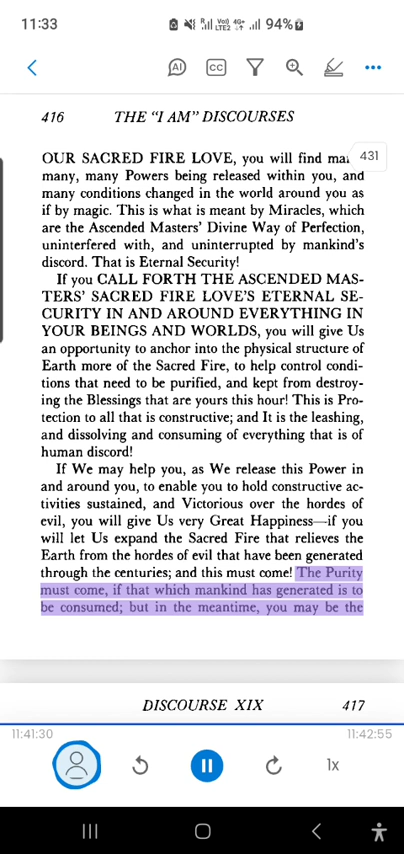 11:33
94%
AI CC
416 THE “I AM” DISCOURSES
431
OUR SACRED FIRE LOVE, you will find
many, many Powers being released within you, and
many conditions changed in the world around you as
if by magic. This is what is meant by Miracles, which
are the Ascended Masters’ Divine Way of Perfection,
uninterfered with, and uninterrupted by mankind’s
discord. That is Eternal Security!
If you CALL FORTH THE ASCENDED MAS-
TERS’ SACRED FIRE LOVE’S ETERNAL SE-
CURITY IN AND AROUND EVERYTHING IN
YOUR BEINGS AND WORLDS, you will give Us
an opportunity to anchor into the physical structure of
Earth more of the Sacred Fire, to help control condi-
tions that need to be purified, and kept from destroy-
ing the Blessings that are yours this hour! This is Pro-
tection to all that is constructive; and It is the leashing,
and dissolving and consuming of everything that is of
human discord!
If We may help you, as We release this Power in
and around you, to enable you to hold constructive ac-
tivities sustained, and Victorious over the hordes of
evil, you will give Us very Great Happiness—if you
will let Us expand the Sacred Fire that relieves the
Earth from the hordes of evil that have been generated
through the centuries; and this must come! The Purity
must come, if that which mankind has generated is to
be consumed; but in the meantime, you may be the
DISCOURSE XIX 417
11:41:30 11:42:55
1x